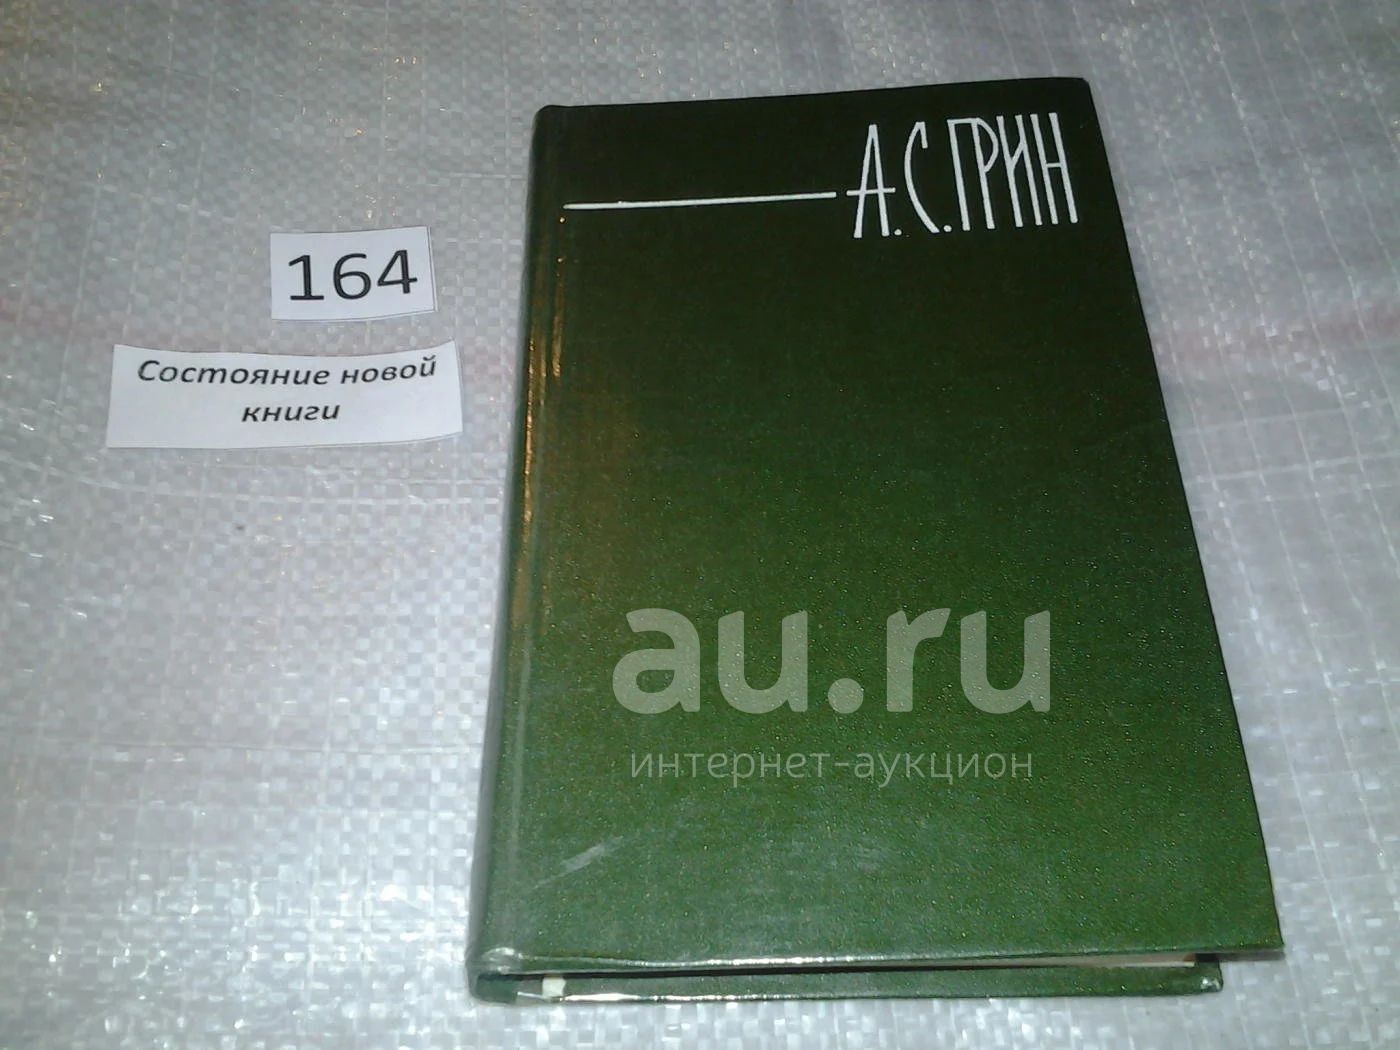 А.С.ГРИН
164
Состояние новой
книги
au.ru
интернет-аукцион